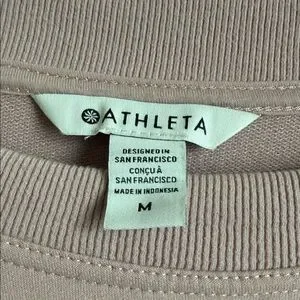 ATHLETA
DESIGNED IN
SAN FRANCISCO
CONÇU À
SAN FRANCISCO
MADE IN INDONESIA
M